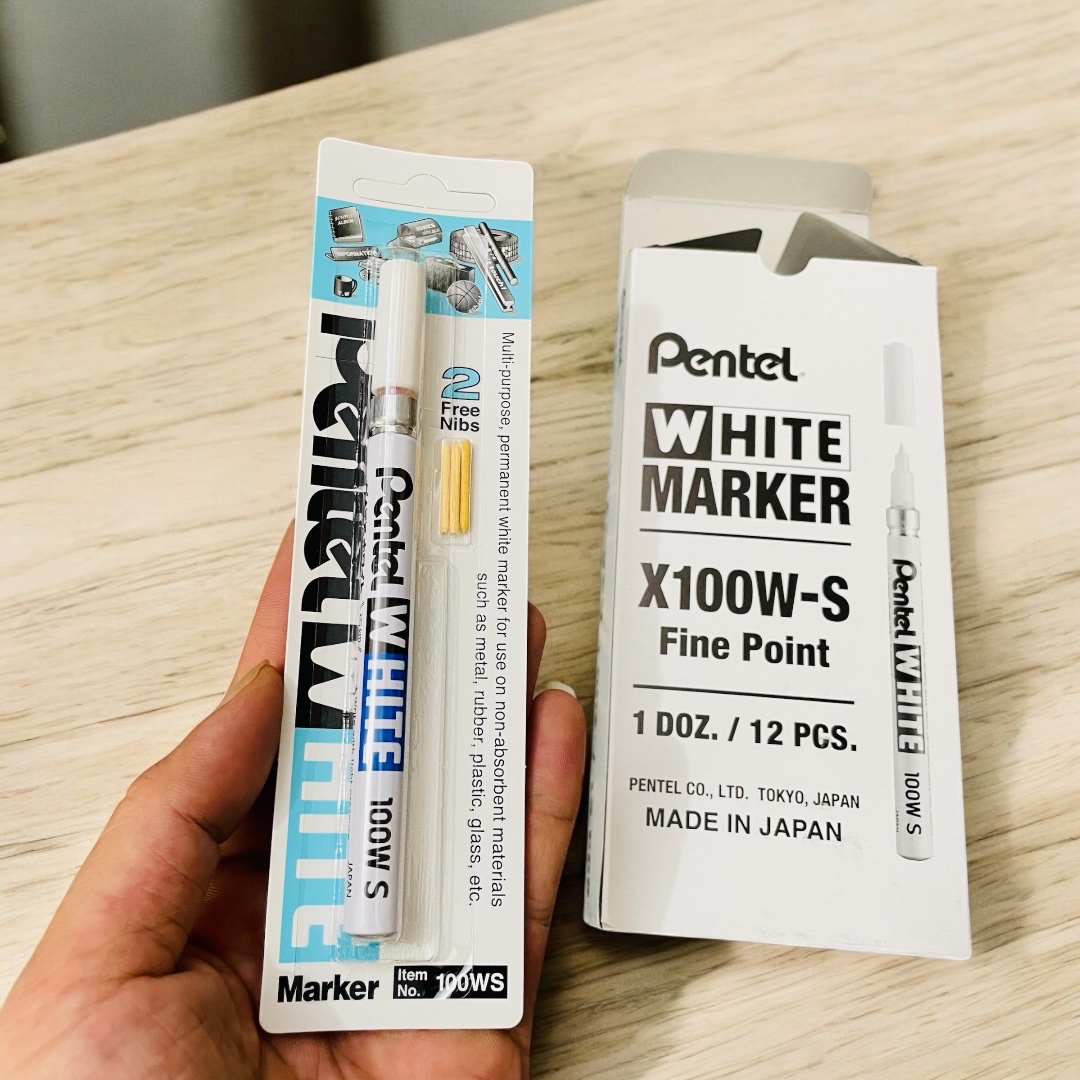 2
Free
Nibs
Multi-purpose, permanent white marker for use on non-absorbent materials
such as metal, rubber, plastic, glass, etc.
Pentel WHITE
Pentel WHITE 100W S
JAPAN
Marker
Item
No. 100WS
Pentel
WHITE
MARKER
X100W-S
Fine Point
1 DOZ. / 12 PCS.
PENTEL CO., LTD. TOKYO, JAPAN
MADE IN JAPAN
Pentel WHITE 100W S